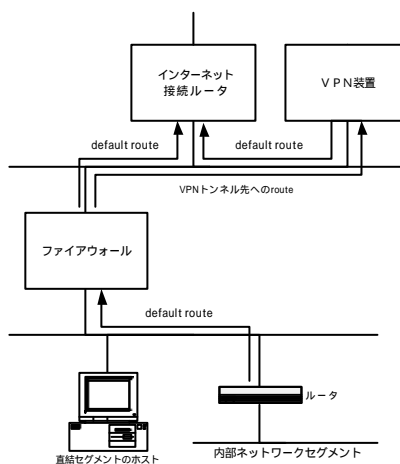 インターネット
接続ルータ
ＶＰＮ装置
default route
default route
VPNトンネル先へのroute
ファイアウォール
default route
ルータ
直結セグメントのホスト
内部ネットワークセグメント